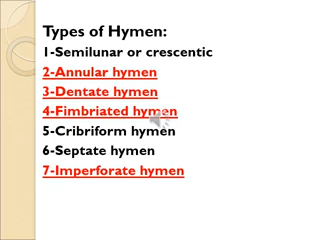 Types of Hymen:
1-Semilunar or crescentic
2-Annular hymen
3-Dentate hymen
4-Fimbriated hymen
5-Cribriform hymen
6-Septate hymen
7-Imperforate hymen